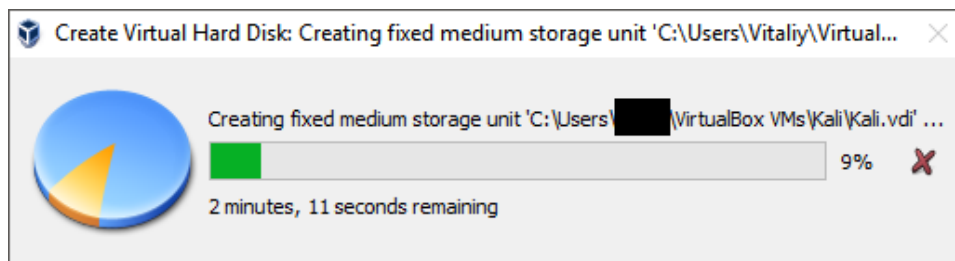 Create Virtual Hard Disk: Creating fixed medium storage unit 'C:\Users\Vitaliy\Virtual...
Creating fixed medium storage unit 'C:\Users\ \VirtualBox VMs\Kali\Kali.vdi' ...
9%
2 minutes, 11 seconds remaining